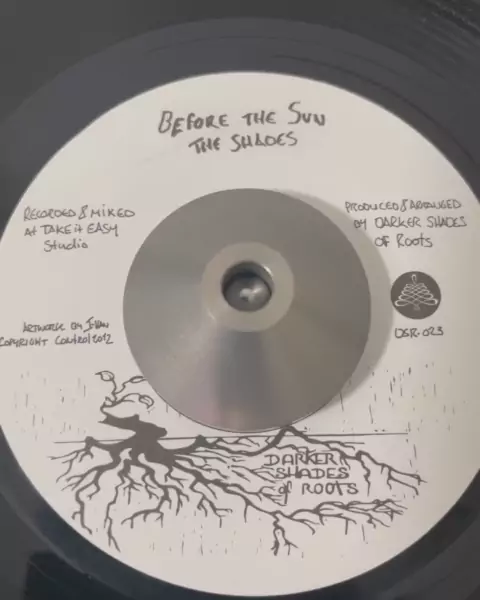 BEFORE THE SUN
THE SHADES
RECORDED & MIXED
At TAKE it EASY
Studio
PRODUCED & ARRANGED
by DARKER SHADES
of Roots
ARTWORK by
COPYRIGHT CONtROl 2012
DSR-023
DARKER
SHADES
of ROOTS